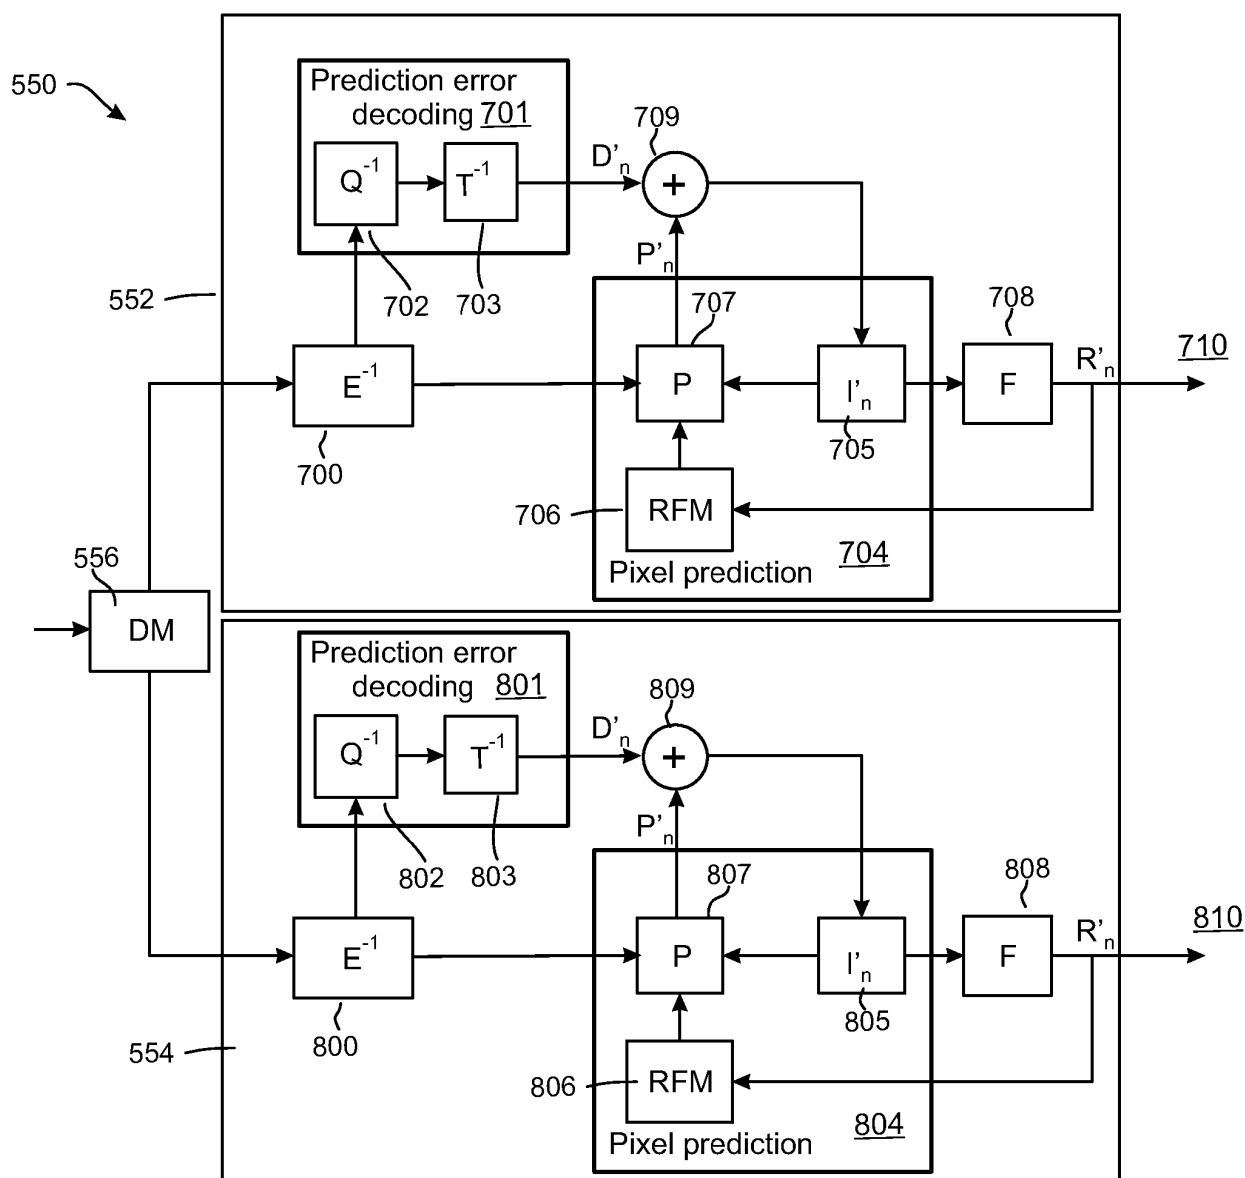 550
Prediction error
decoding 701
Q⁻¹
T⁻¹
D'ₙ
709
+
P'ₙ
702
703
552
707
708
710
E⁻¹
P
I'ₙ
F
R'ₙ
700
705
706
RFM
704
Pixel prediction
556
DM
Prediction error
decoding 801
Q⁻¹
T⁻¹
D'ₙ
809
+
P'ₙ
802
803
807
808
810
E⁻¹
P
I'ₙ
F
R'ₙ
800
805
554
806
RFM
804
Pixel prediction